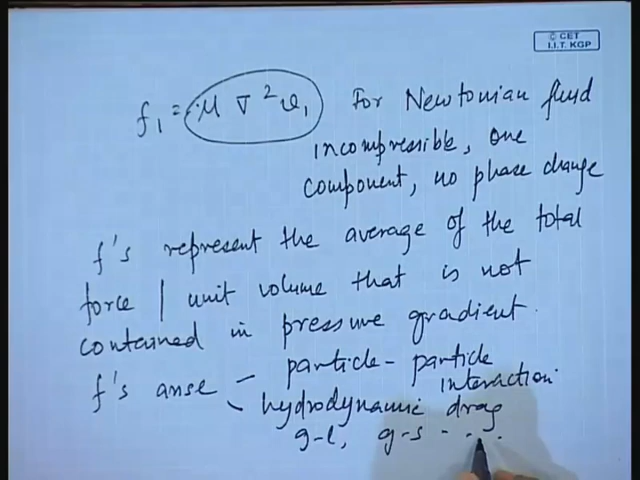 © CET
I.I.T. KGP
f₁ = μ ∇² υ₁ For Newtonian fluid
incompressible, one
component, no phase change
f's represent the average of the total
force / unit volume that is not
contained in pressure gradient.
f's arise – particle – particle
interaction
– hydrodynamic drag
g-l, g-s - - .